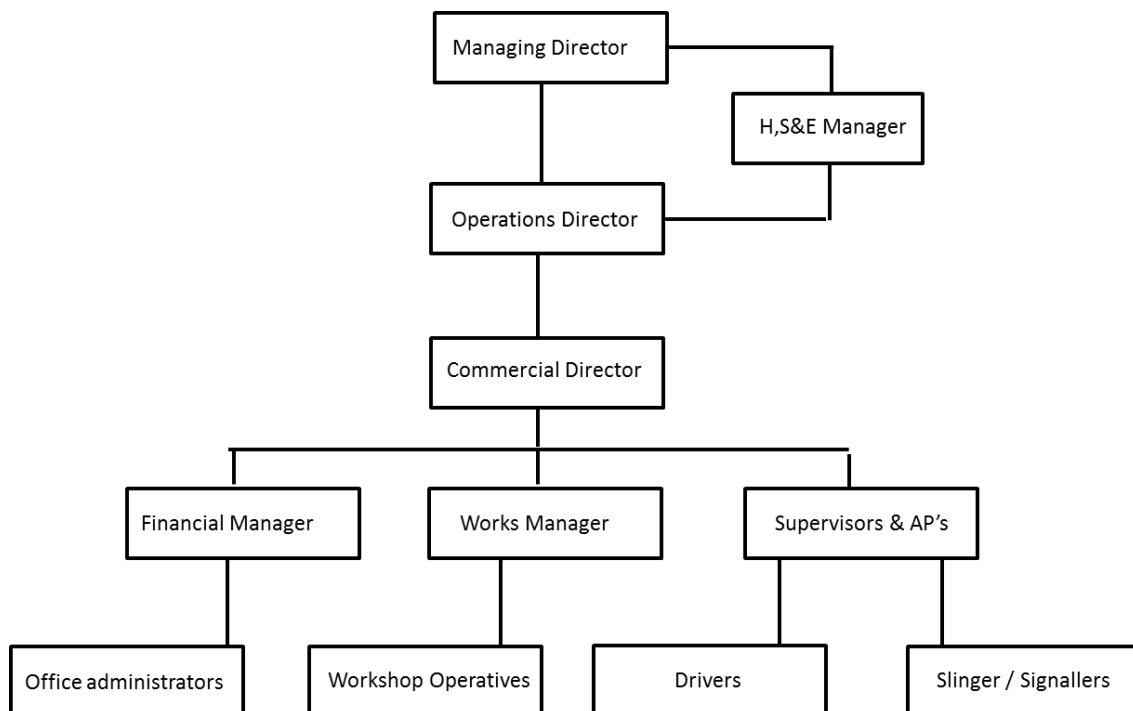 Managing Director
H,S&E Manager
Operations Director
Commercial Director
Financial Manager
Works Manager
Supervisors & AP’s
Office administrators
Workshop Operatives
Drivers
Slinger / Signallers